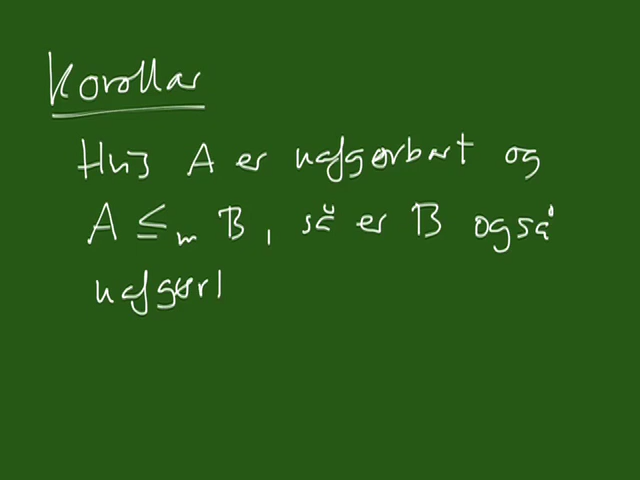 Korollar
Hvis A er uafgørbart og
A ≤m B, så er B også
uafgørl